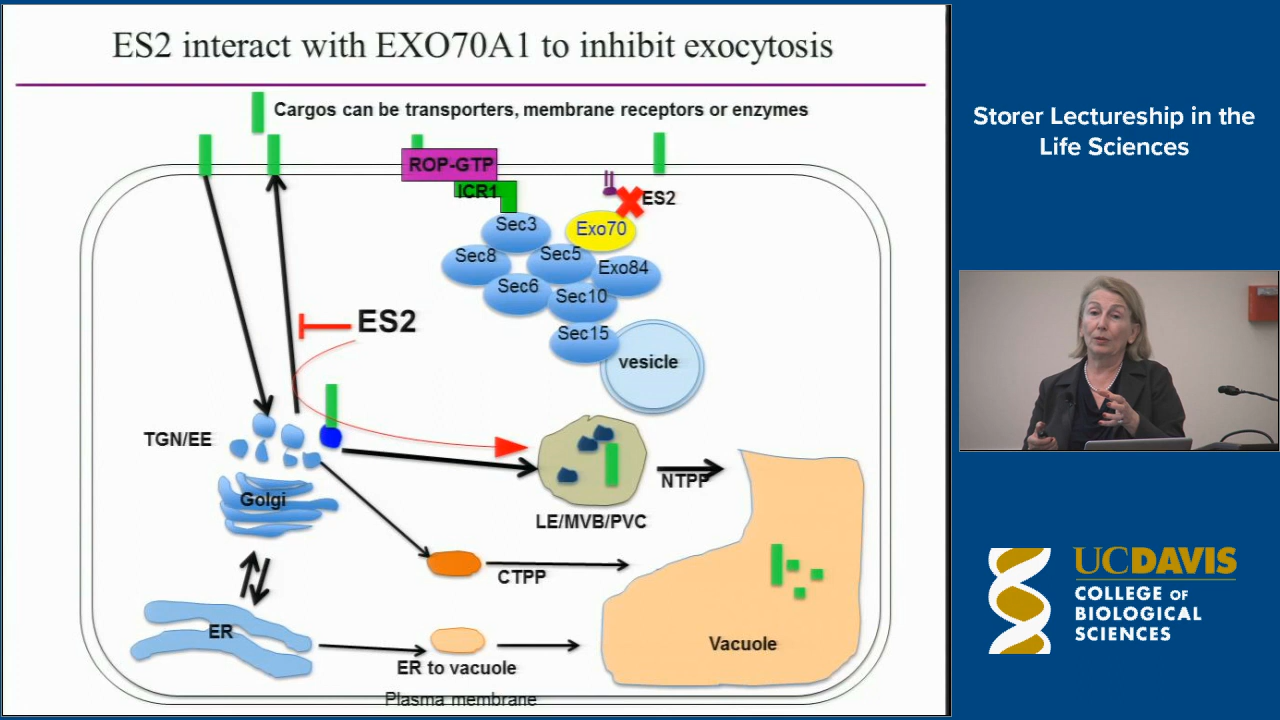 ES2 interact with EXO70A1 to inhibit exocytosis
Cargos can be transporters, membrane receptors or enzymes
ROP-GTP
ICR1
ES2
Sec3
Exo70
Sec8
Sec5
Exo84
Sec6
Sec10
Sec15
vesicle
ES2
TGN/EE
Golgi
NTPP
LE/MVB/PVC
CTPP
ER
Vacuole
ER to vacuole
Plasma membrane
Storer Lectureship in the
Life Sciences
UCDAVIS
COLLEGE OF
BIOLOGICAL
SCIENCES